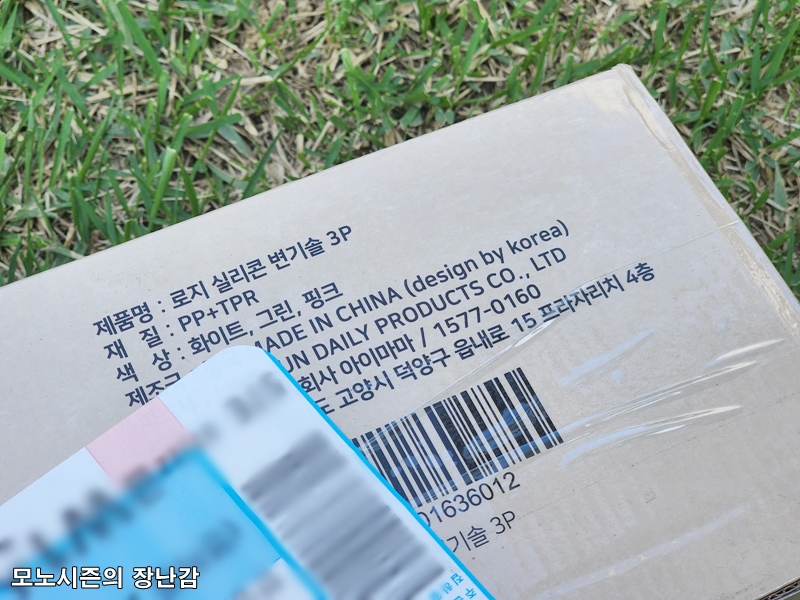 제품명 : 로지 실리콘 변기솔 3P
재 질 : PP+TPR
색 상 : 화이트, 그린, 핑크
제조국 MADE IN CHINA (design by korea)
UN DAILY PRODUCTS CO., LTD
회사 아이마마 / 1577-0160
도 고양시 덕양구 읍내로 15 프라자리치 4층
01636012
기솔 3P
모노시즌의 장난감